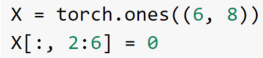 X = torch.ones((6, 8))
X[:, 2:6] = 0